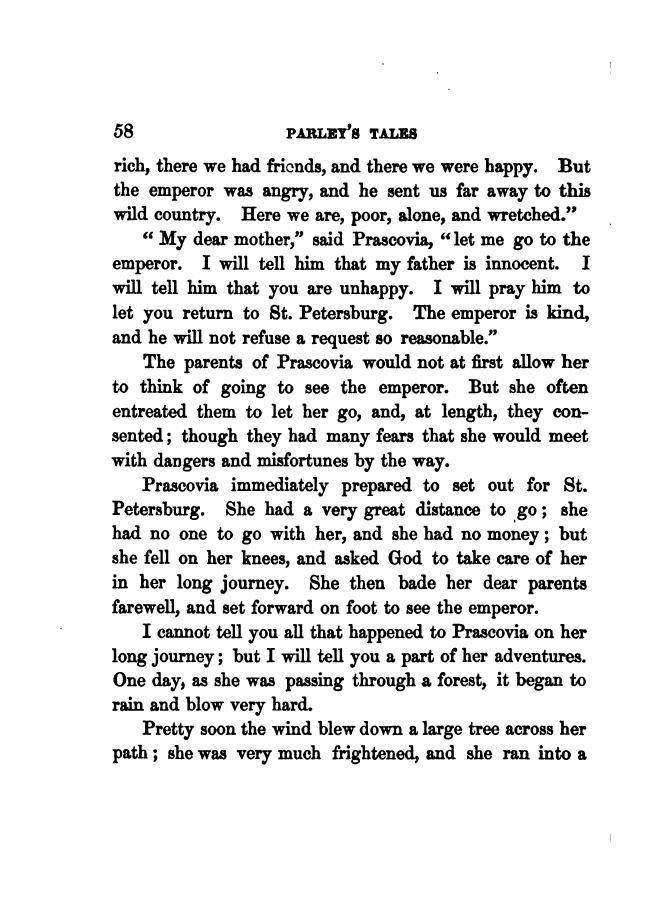 58 PARLEY'S TALES
rich, there we had friends, and there we were happy. But
the emperor was angry, and he sent us far away to this
wild country. Here we are, poor, alone, and wretched."
" My dear mother," said Prascovia, "let me go to the
emperor. I will tell him that my father is innocent. I
will tell him that you are unhappy. I will pray him to
let you return to St. Petersburg. The emperor is kind,
and he will not refuse a request so reasonable."
The parents of Prascovia would not at first allow her
to think of going to see the emperor. But she often
entreated them to let her go, and, at length, they con-
sented; though they had many fears that she would meet
with dangers and misfortunes by the way.
Prascovia immediately prepared to set out for St.
Petersburg. She had a very great distance to go; she
had no one to go with her, and she had no money; but
she fell on her knees, and asked God to take care of her
in her long journey. She then bade her dear parents
farewell, and set forward on foot to see the emperor.
I cannot tell you all that happened to Prascovia on her
long journey; but I will tell you a part of her adventures.
One day, as she was passing through a forest, it began to
rain and blow very hard.
Pretty soon the wind blew down a large tree across her
path; she was very much frightened, and she ran into a